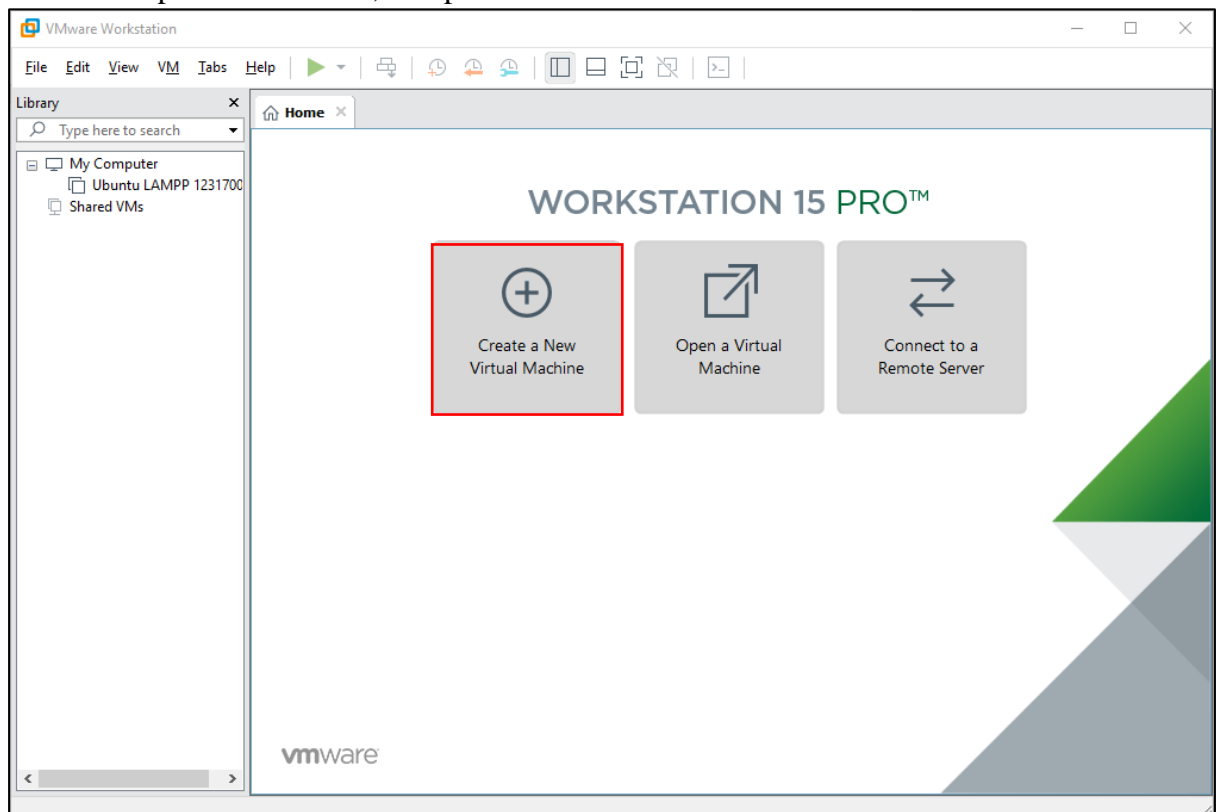 VMware Workstation
File Edit View VM Tabs Help
Library
Home
Type here to search
My Computer
Ubuntu LAMPP 1231700
Shared VMs
WORKSTATION 15 PRO™
Create a New
Virtual Machine
Open a Virtual
Machine
Connect to a
Remote Server
vmware